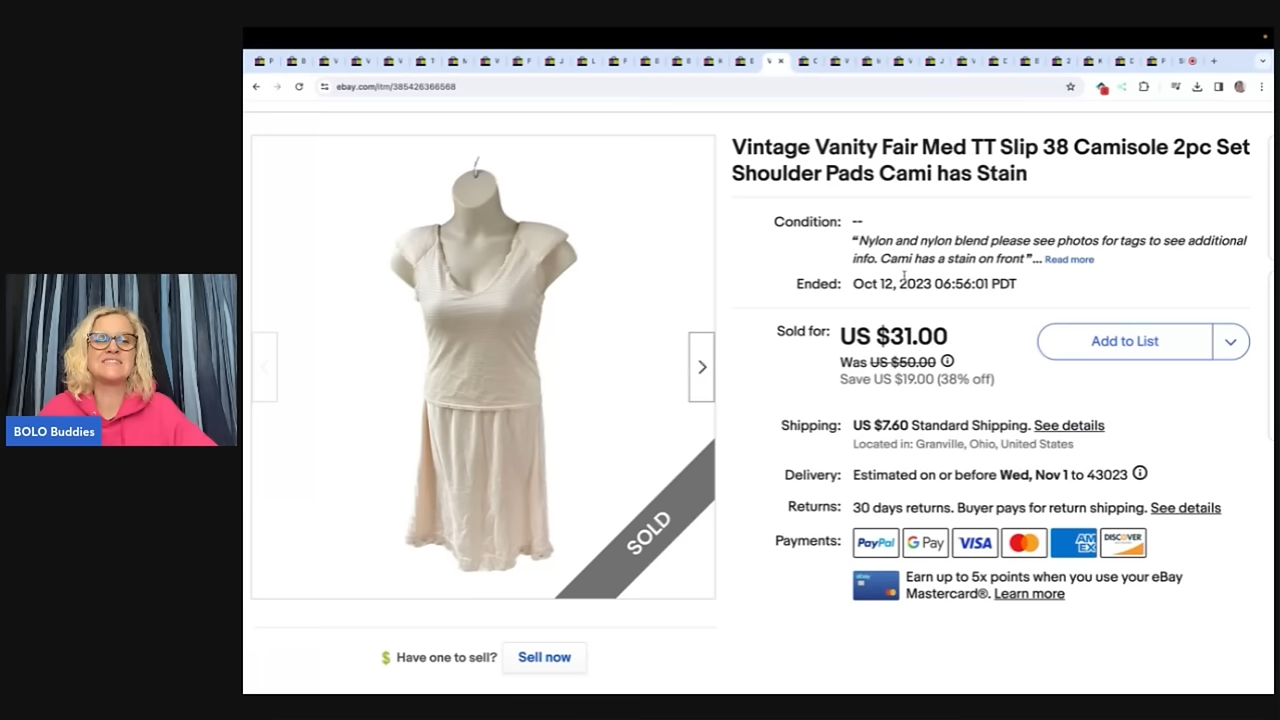 ebay.com/itm/385426366568
Vintage Vanity Fair Med TT Slip 38 Camisole 2pc Set
Shoulder Pads Cami has Stain
Condition: --
“Nylon and nylon blend please see photos for tags to see additional
info. Cami has a stain on front”... Read more
Ended: Oct 12, 2023 06:56:01 PDT
Sold for: US $31.00
Add to List
Was US $50.00
Save US $19.00 (38% off)
Shipping: US $7.60 Standard Shipping. See details
Located in: Granville, Ohio, United States
Delivery: Estimated on or before Wed, Nov 1 to 43023
Returns: 30 days returns. Buyer pays for return shipping. See details
Payments: PayPal G Pay VISA AM EX DISCOVER
Earn up to 5x points when you use your eBay
Mastercard®. Learn more
SOLD
Have one to sell? Sell now
BOLO Buddies